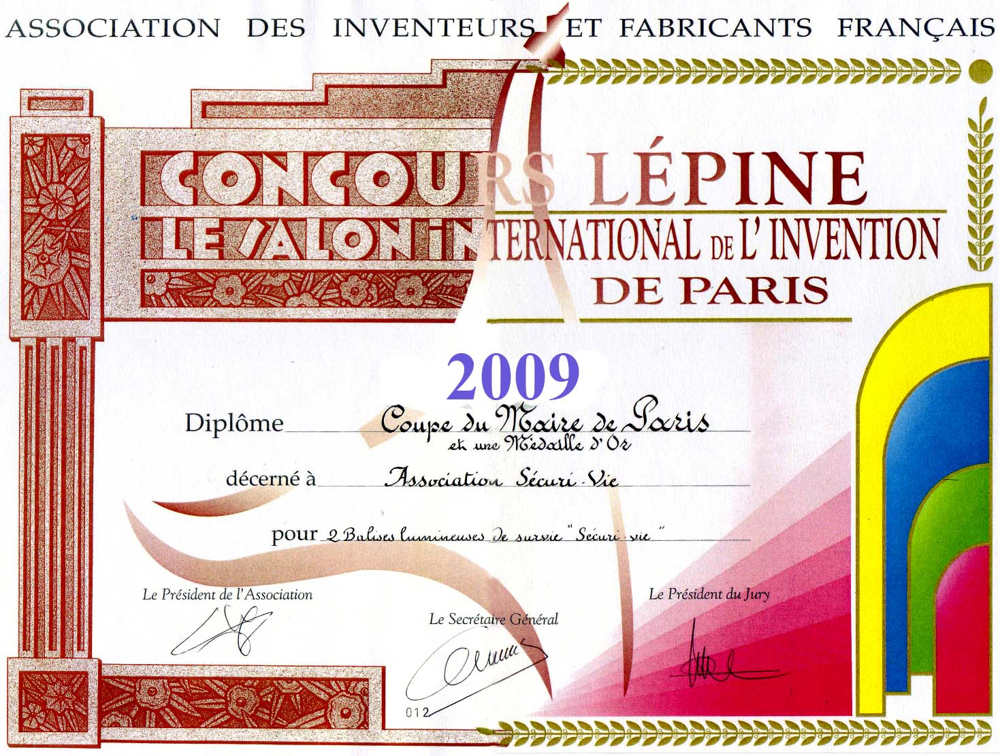 ASSOCIATION DES INVENTEURS ET FABRICANTS FRANÇAIS
CONCOURS LÉPINE
LE SALON INTERNATIONAL DE L'INVENTION
DE PARIS
2009
Diplôme Coupe du Maire de Paris
et une Médaille d'Or
décerné à Association Sécuri-Vie
pour 2 Balises lumineuses de survie "Sécuri-vie"
Le Président de l'Association
Le Secrétaire Général
Le Président du Jury
012